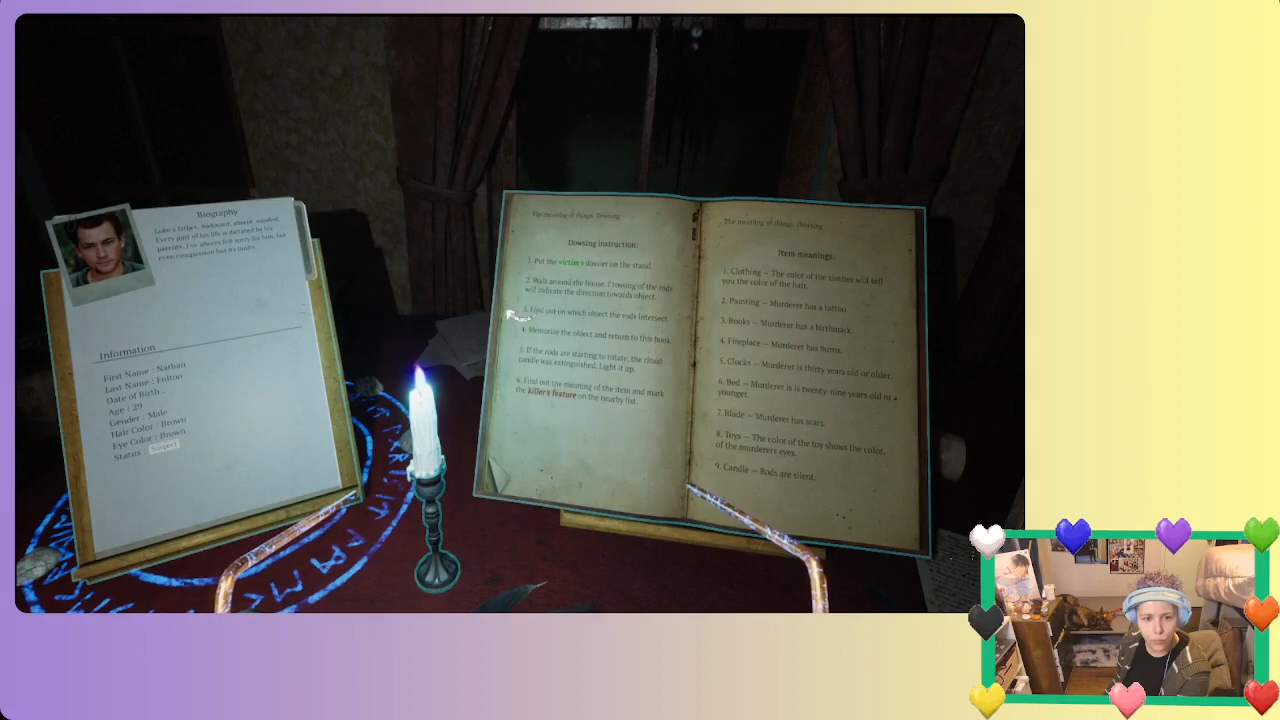 Biography
Luke's father. Awkward, absent-minded.
Every part of his life is dictated by his
parents. I've always felt sorry for him, but
even compassion has its limits.
Information
First Name : Nathan
Last Name : Fulton
Date of Birth :
Age : 29
Gender : Male
Hair Color : Brown
Eye Color : Brown
Status : Suspect
The meaning of things: Dowsing
Dowsing instruction:
1. Put the victim's dossier on the stand.
2. Walk around the house. Crossing of the rods
will indicate the direction towards object.
3. Find out on which object the rods intersect.
4. Memorise the object and return to this book.
5. If the rods are starting to rotate, the ritual
candle was extinguished. Light it up.
6. Find out the meaning of the item and mark
the killer's feature on the nearby list.
The meaning of things: Dowsing
Item meanings:
1. Clothing — The color of the clothes will tell
you the color of the hair.
2. Painting — Murderer has a tattoo.
3. Books — Murderer has a birthmark.
4. Fireplace — Murderer has burns.
5. Clocks — Murderer is thirty years old or older.
6. Bed — Murderer is is twenty-nine years old or
younger.
7. Blade — Murderer has scars.
8. Toys — The color of the toy shows the color
of the murderers eyes.
9. Candle — Rods are silent.